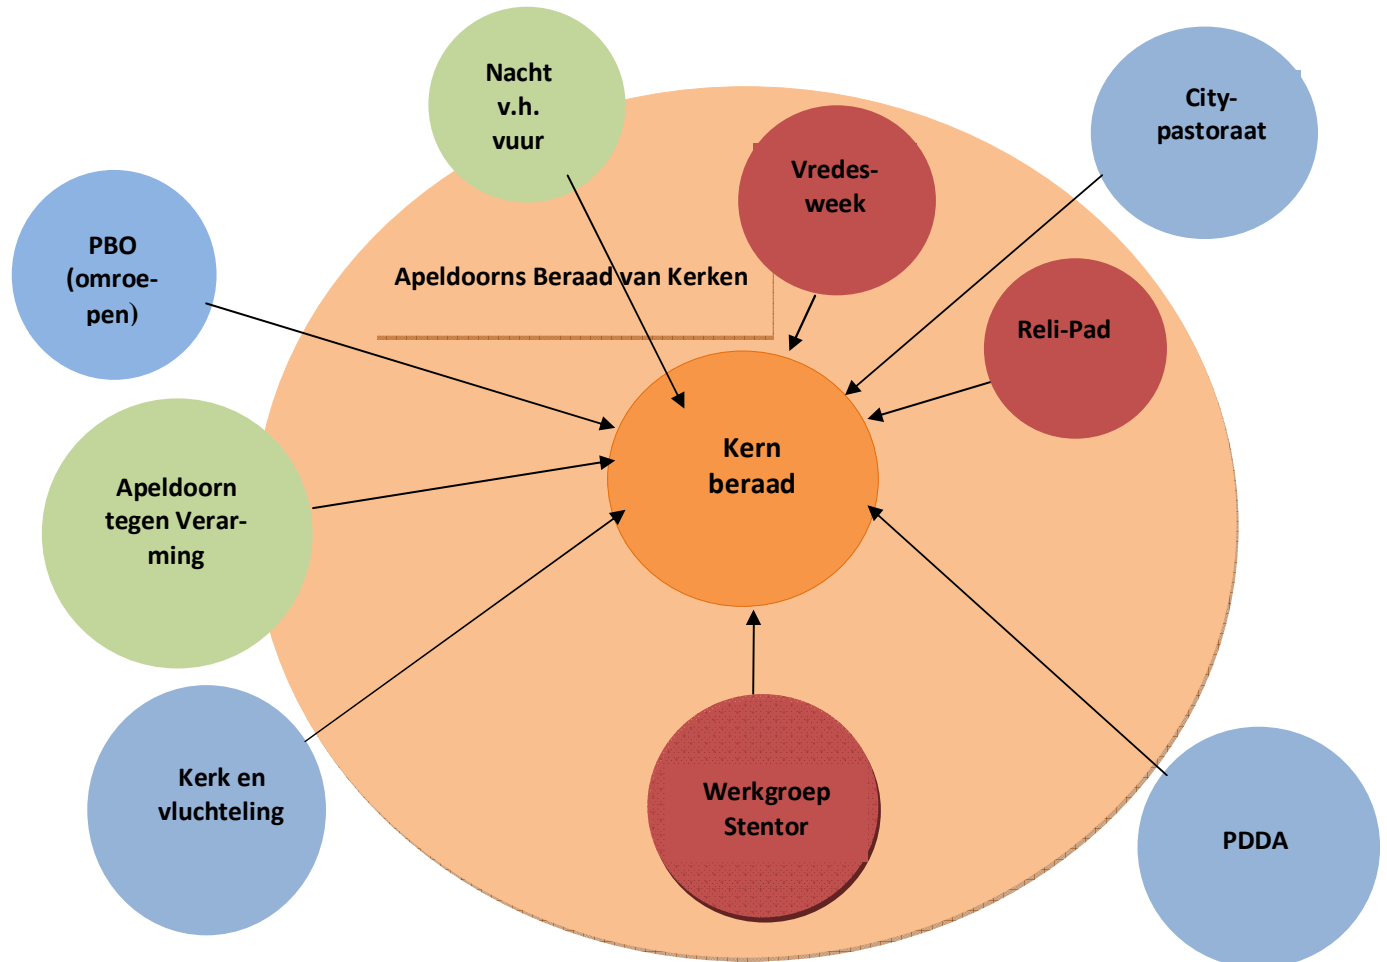 Nacht
v.h.
vuur
City-
pastoraat
Vredes-
week
PBO
(omroe-
pen)
Apeldoorns Beraad van Kerken
Reli-Pad
Kern
beraad
Apeldoorn
tegen Verar-
ming
Kerk en
vluchteling
Werkgroep
Stentor
PDDA